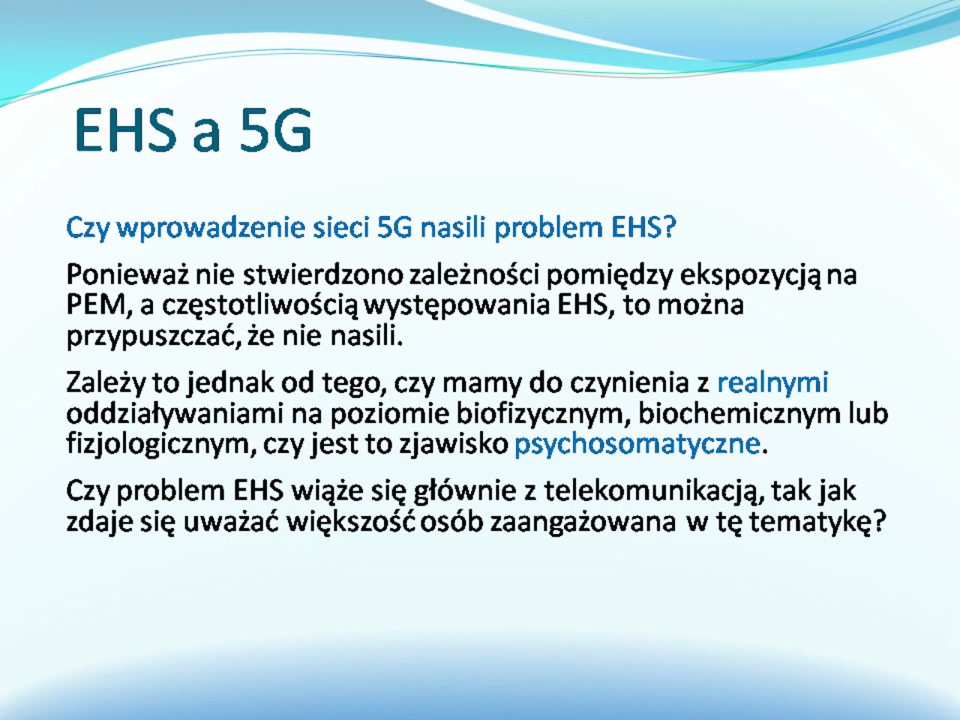 EHS a 5G
Czy wprowadzenie sieci 5G nasili problem EHS?
Ponieważ nie stwierdzono zależności pomiędzy ekspozycją na
PEM, a częstotliwością występowania EHS, to można
przypuszczać, że nie nasili.
Zależy to jednak od tego, czy mamy do czynienia z realnymi
oddziaływaniami na poziomie biofizycznym, biochemicznym lub
fizjologicznym, czy jest to zjawisko psychosomatyczne.
Czy problem EHS wiąże się głównie z telekomunikacją, tak jak
zdaje się uważać większość osób zaangażowana w tę tematykę?